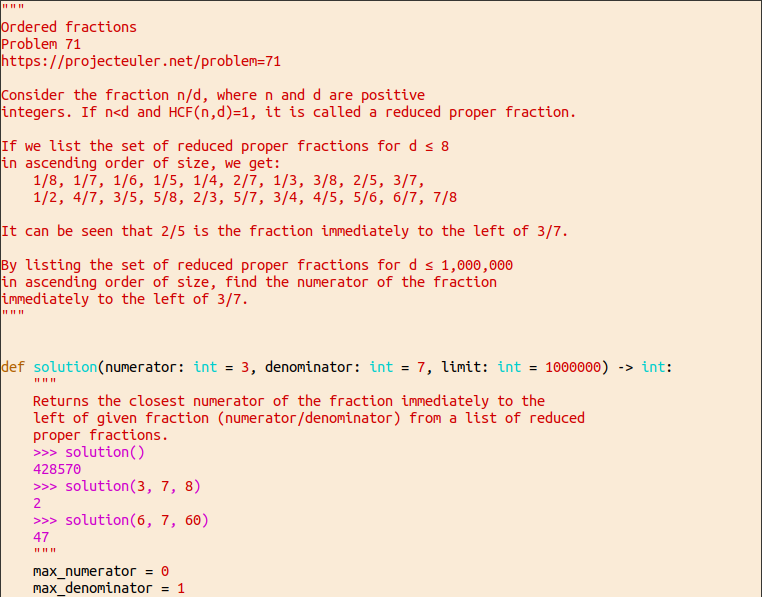 """
Ordered fractions
Problem 71
https://projecteuler.net/problem=71

Consider the fraction n/d, where n and d are positive
integers. If n<d and HCF(n,d)=1, it is called a reduced proper fraction.

If we list the set of reduced proper fractions for d ≤ 8
in ascending order of size, we get:
    1/8, 1/7, 1/6, 1/5, 1/4, 2/7, 1/3, 3/8, 2/5, 3/7,
    1/2, 4/7, 3/5, 5/8, 2/3, 5/7, 3/4, 4/5, 5/6, 6/7, 7/8

It can be seen that 2/5 is the fraction immediately to the left of 3/7.

By listing the set of reduced proper fractions for d ≤ 1,000,000
in ascending order of size, find the numerator of the fraction
immediately to the left of 3/7.
"""


def solution(numerator: int = 3, denominator: int = 7, limit: int = 1000000) -> int:
    """
    Returns the closest numerator of the fraction immediately to the
    left of given fraction (numerator/denominator) from a list of reduced
    proper fractions.
    >>> solution()
    428570
    >>> solution(3, 7, 8)
    2
    >>> solution(6, 7, 60)
    47
    """
    max_numerator = 0
    max_denominator = 1